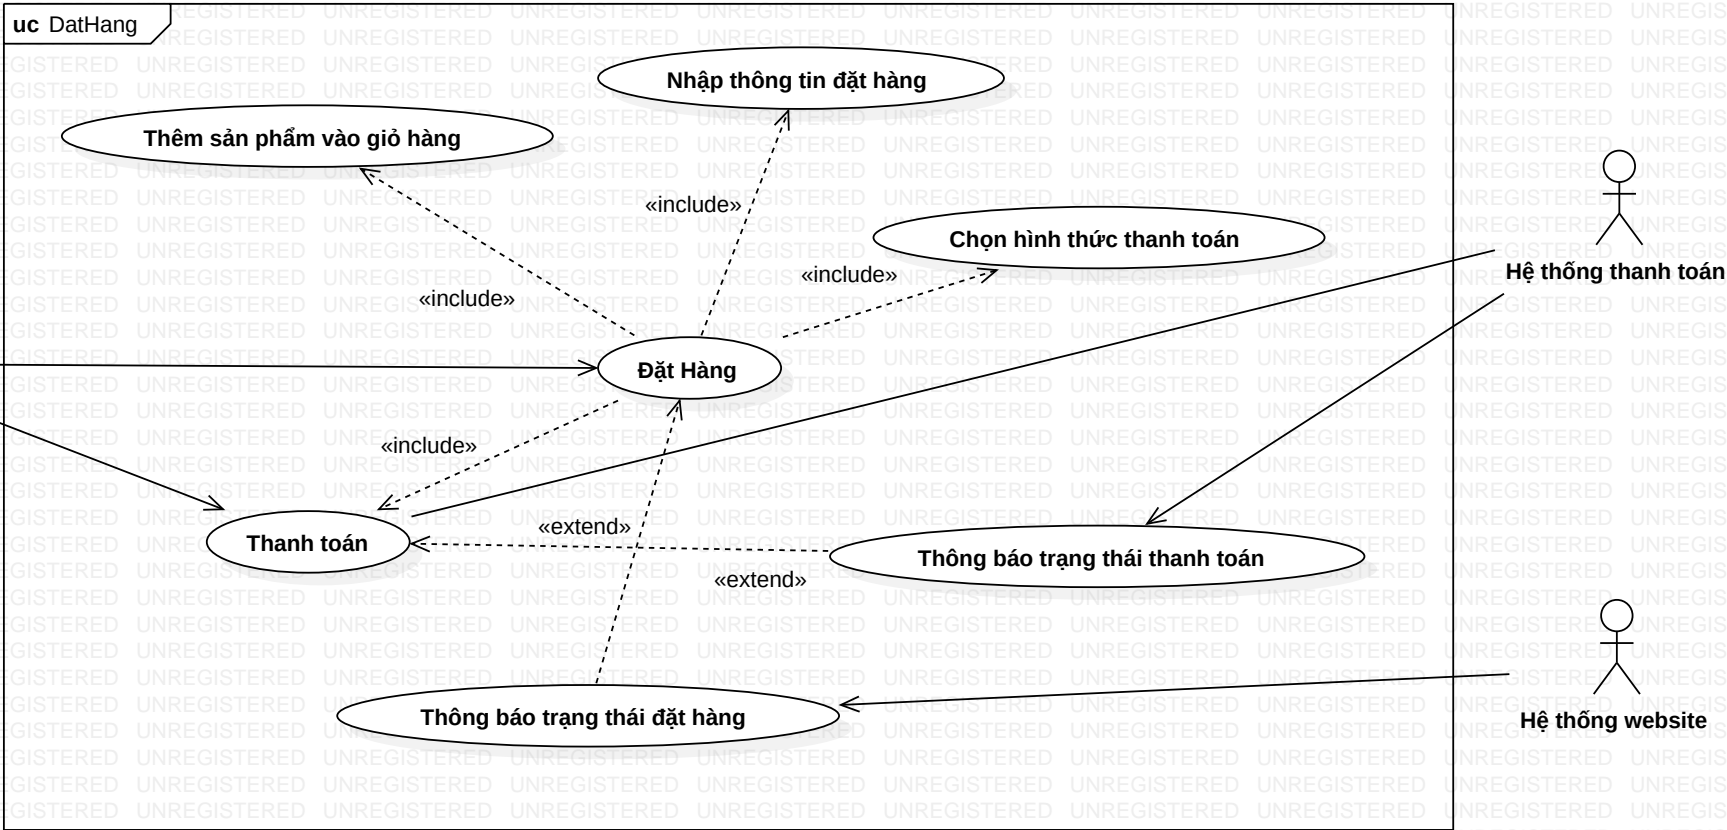 uc DatHang
Nhập thông tin đặt hàng
Thêm sản phẩm vào giỏ hàng
«include»
Chọn hình thức thanh toán
«include»
Hệ thống thanh toán
«include»
Đặt Hàng
«include»
«extend»
Thanh toán
Thông báo trạng thái thanh toán
«extend»
Thông báo trạng thái đặt hàng
Hệ thống website